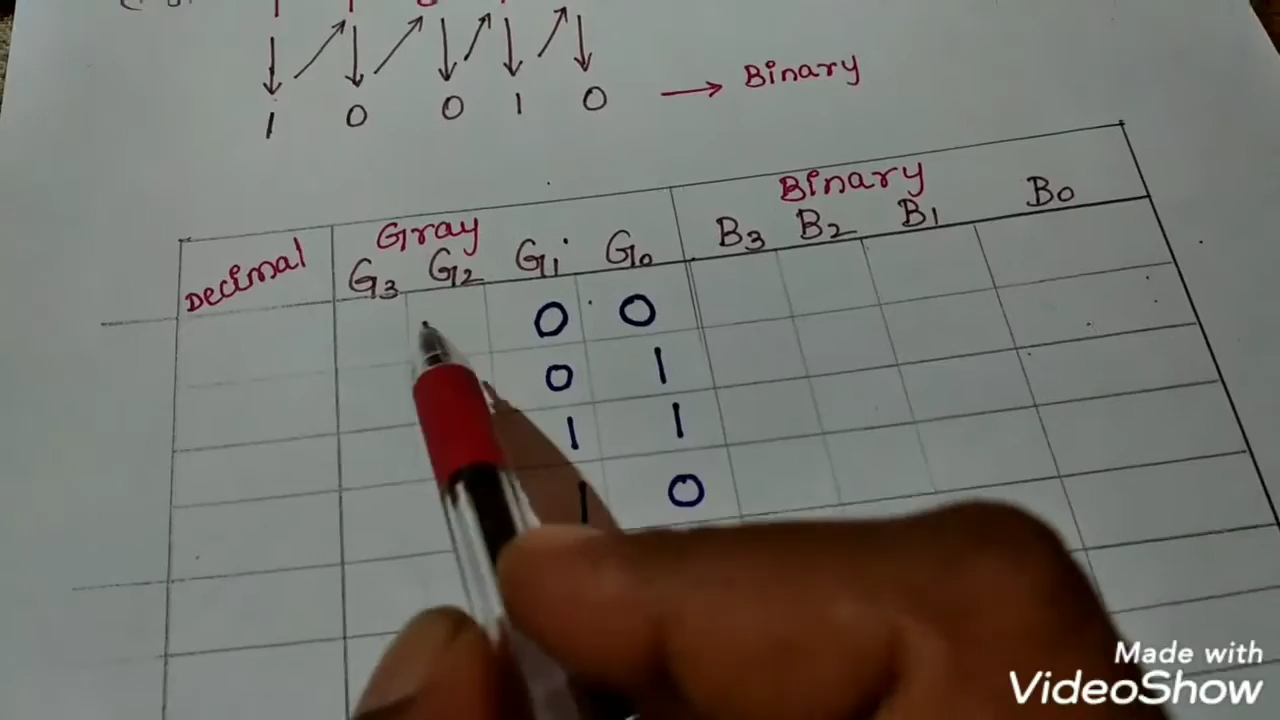 1 0 0 1 0 → Binary
Decimal Gray Binary
G3 G2 G1 G0 B3 B2 B1 B0
0 0
0 1
1 1
1 0
Made with
VideoShow